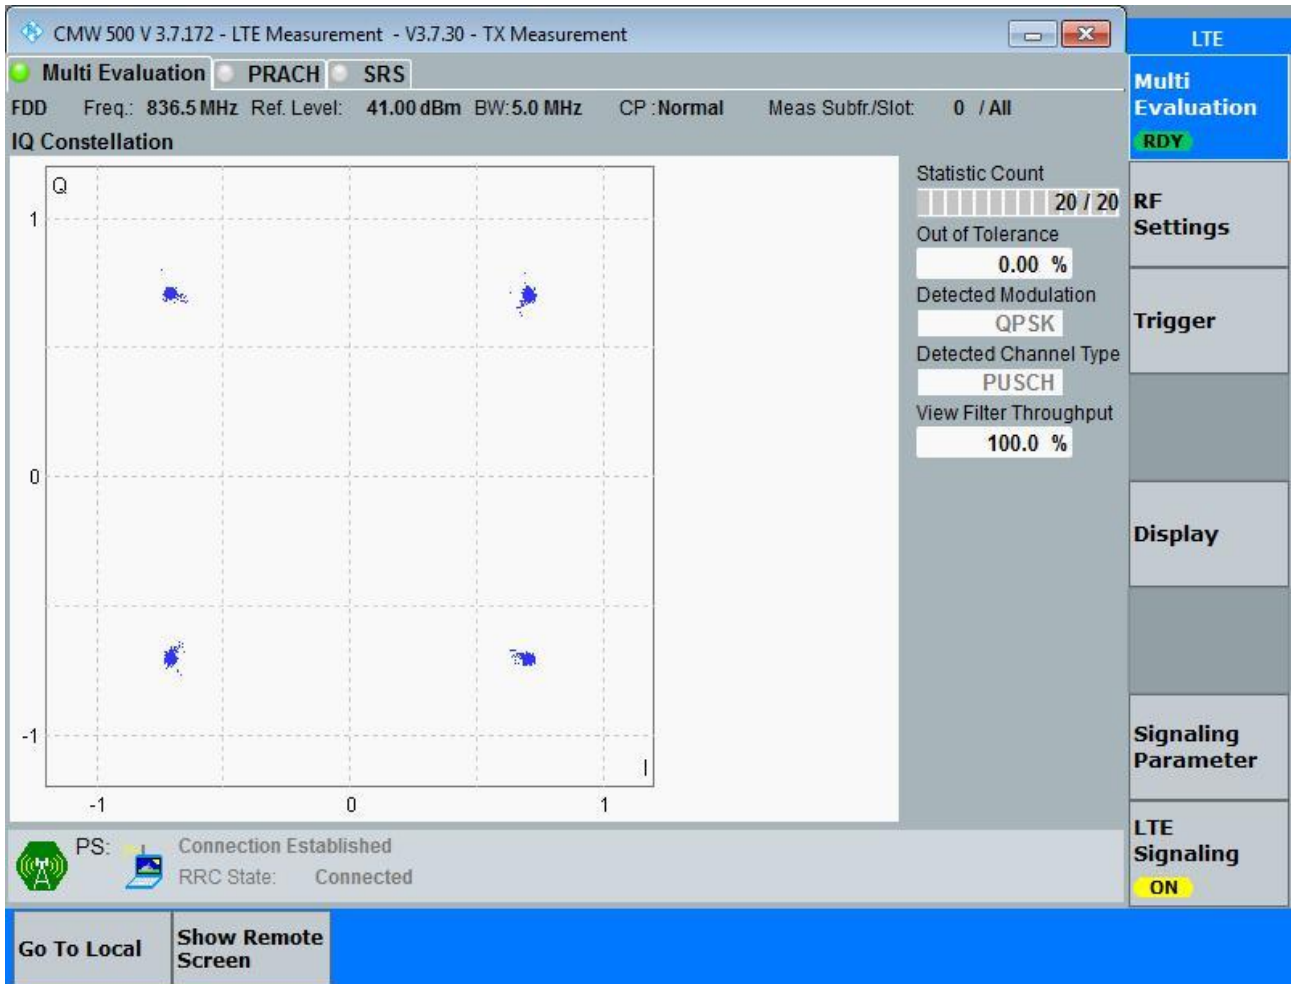 CMW 500 V 3.7.172 - LTE Measurement - V3.7.30 - TX Measurement
LTE
Multi Evaluation PRACH SRS
FDD Freq.: 836.5 MHz Ref. Level: 41.00 dBm BW: 5.0 MHz CP : Normal Meas Subfr./Slot: 0 / All
IQ Constellation
Q
1
0
-1
I
-1 0 1
Statistic Count
20 / 20
Out of Tolerance
0.00 %
Detected Modulation
QPSK
Detected Channel Type
PUSCH
View Filter Throughput
100.0 %
Multi
Evaluation
RDY
RF
Settings
Trigger
Display
Signaling
Parameter
LTE
Signaling
ON
PS: Connection Established
RRC State: Connected
Go To Local
Show Remote
Screen